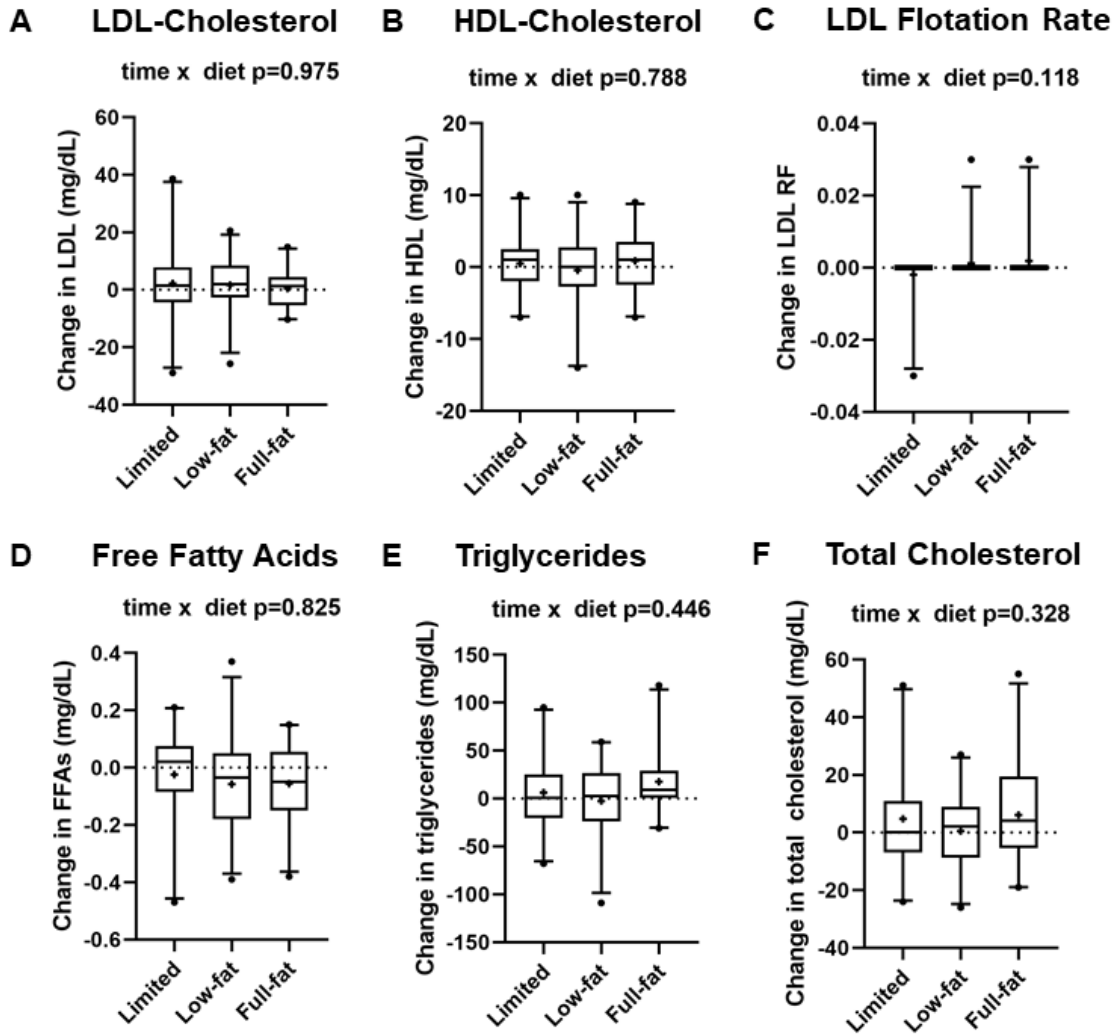 A LDL-Cholesterol
time x diet p=0.975
Change in LDL (mg/dL)
60
40
20
0
-20
-40
Limited
Low-fat
Full-fat
B HDL-Cholesterol
time x diet p=0.788
Change in HDL (mg/dL)
20
10
0
-10
-20
Limited
Low-fat
Full-fat
C LDL Flotation Rate
time x diet p=0.118
Change in LDL RF
0.04
0.02
0.00
-0.02
-0.04
Limited
Low-fat
Full-fat
D Free Fatty Acids
time x diet p=0.825
Change in FFAs (mg/dL)
0.4
0.2
0.0
-0.2
-0.4
-0.6
Limited
Low-fat
Full-fat
E Triglycerides
time x diet p=0.446
Change in triglycerides (mg/dL)
150
100
50
0
-50
-100
-150
Limited
Low-fat
Full-fat
F Total Cholesterol
time x diet p=0.328
Change in total cholesterol (mg/dL)
60
40
20
0
-20
-40
Limited
Low-fat
Full-fat